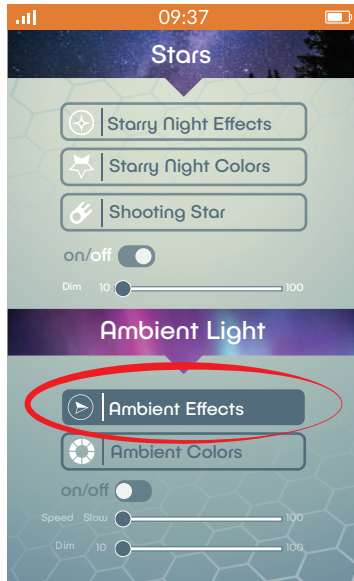 09:37
Stars
Starry Night Effects
Starry Night Colors
Shooting Star
on/off
Dim 10 100
Ambient Light
Ambient Effects
Ambient Colors
on/off
Speed Slow 100
Dim 10 100